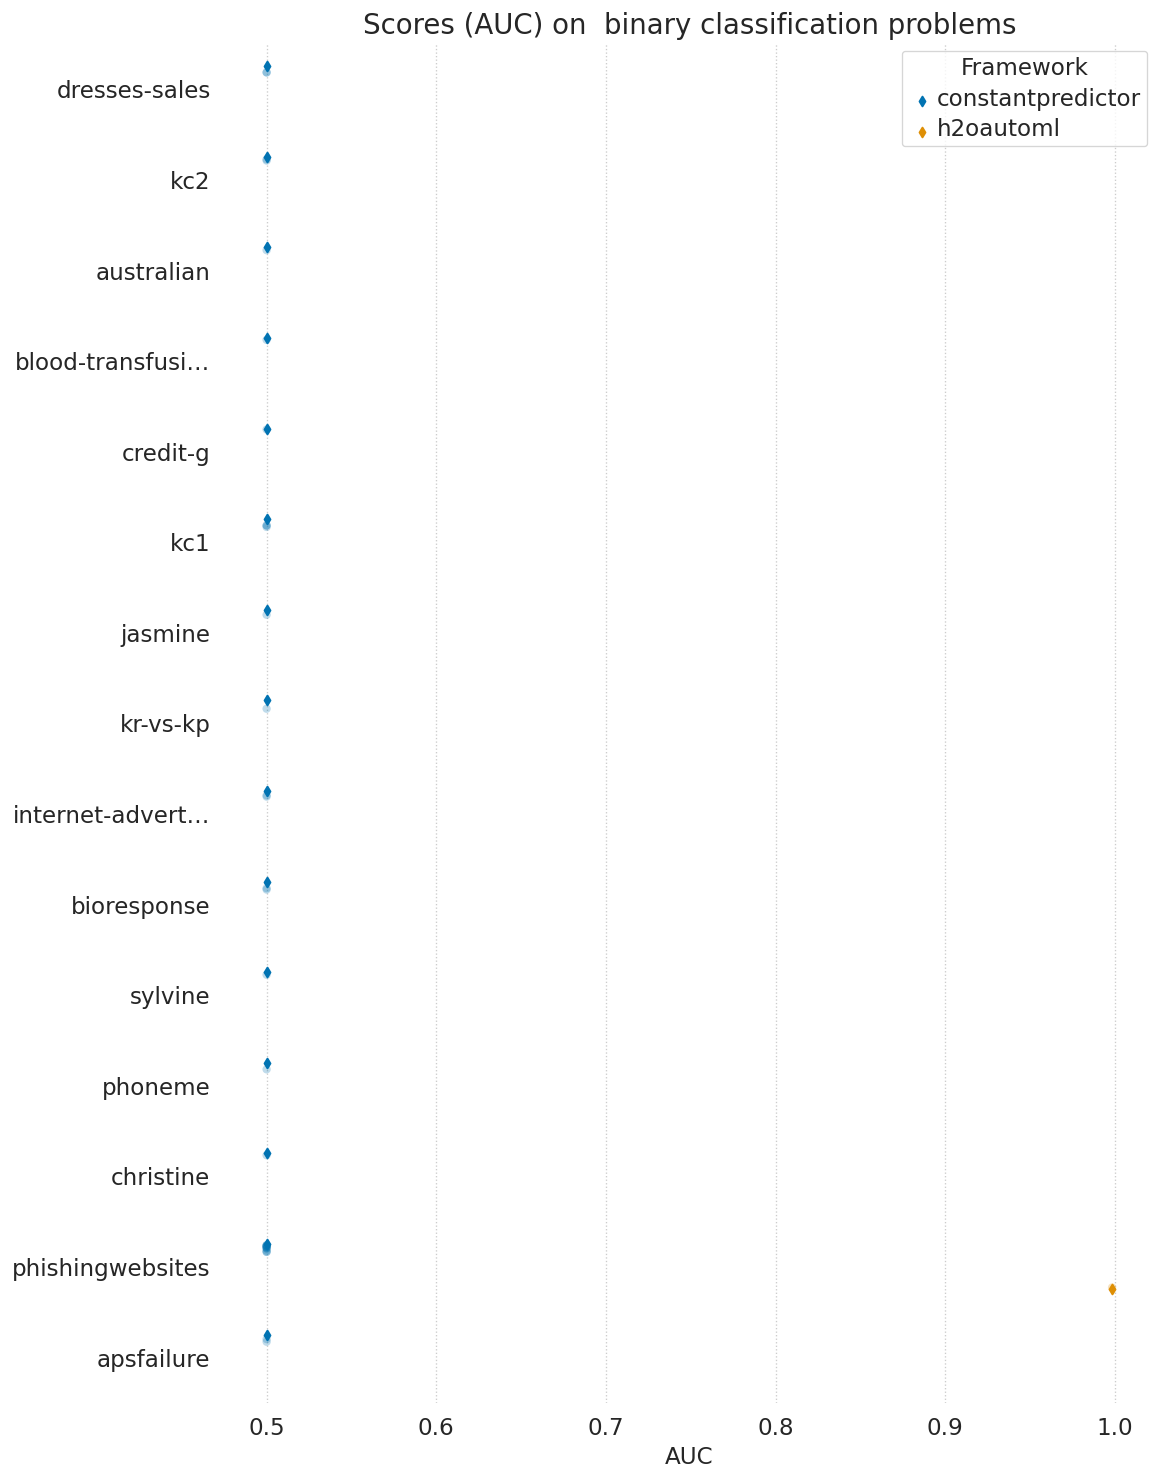 Scores (AUC) on  binary classification problems
Framework
constantpredictor
h2oautoml
dresses-sales
kc2
australian
blood-transfusi...
credit-g
kc1
jasmine
kr-vs-kp
internet-advert...
bioresponse
sylvine
phoneme
christine
phishingwebsites
apsfailure
0.5 0.6 0.7 0.8 0.9 1.0
AUC